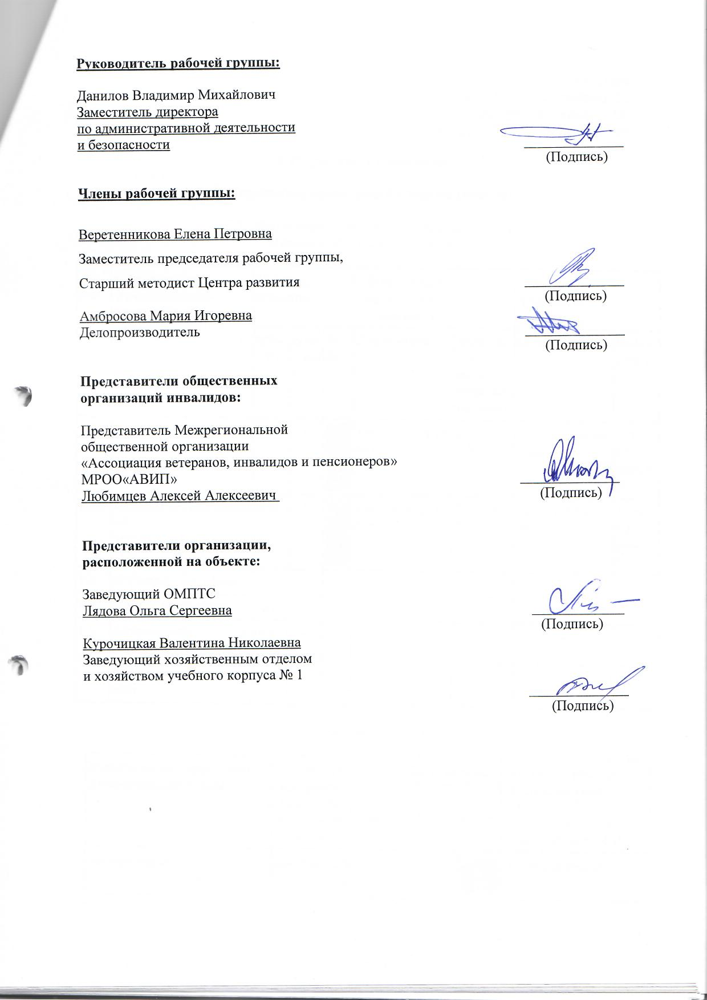 Руководитель рабочей группы:
Данилов Владимир Михайлович
Заместитель директора
по административной деятельности
и безопасности
(Подпись)
Члены рабочей группы:
Веретенникова Елена Петровна
Заместитель председателя рабочей группы,
Старший методист Центра развития
(Подпись)
Амбросова Мария Игоревна
Делопроизводитель
(Подпись)
Представители общественных
организаций инвалидов:
Представитель Межрегиональной
общественной организации
«Ассоциация ветеранов, инвалидов и пенсионеров»
МРОО«АВИП»
Любимцев Алексей Алексеевич
(Подпись)
Представители организации,
расположенной на объекте:
Заведующий ОМПТС
Лядова Ольга Сергеевна
(Подпись)
Курочицкая Валентина Николаевна
Заведующий хозяйственным отделом
и хозяйством учебного корпуса № 1
(Подпись)